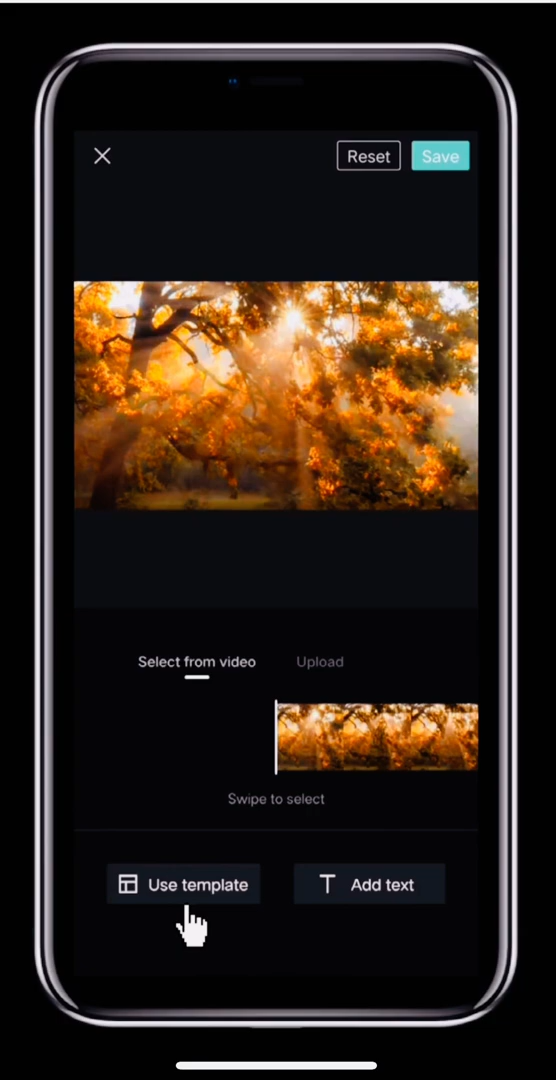 Reset
Save
Select from video
Upload
Swipe to select
Use template
Add text